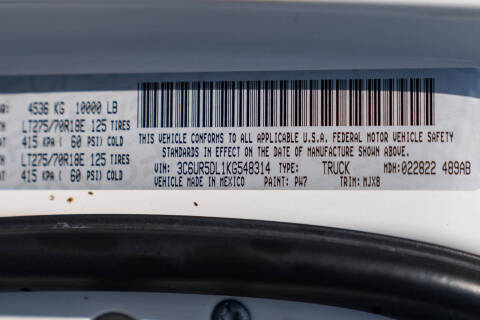 4536 KG 10000 LB
LT275/70R18E 125 TIRES
415 KPA ( 60 PSI) COLD
LT275/70R18E 125 TIRES
415 KPA ( 60 PSI) COLD
THIS VEHICLE CONFORMS TO ALL APPLICABLE U.S.A. FEDERAL MOTOR VEHICLE SAFETY
STANDARDS IN EFFECT ON THE DATE OF MANUFACTURE SHOWN ABOVE.
VIN: 3C6UR5DL1KG548314 TYPE: TRUCK MDH: 022822 489AB
VEHICLE MADE IN MEXICO PAINT: PW7 TRIM: MJX8